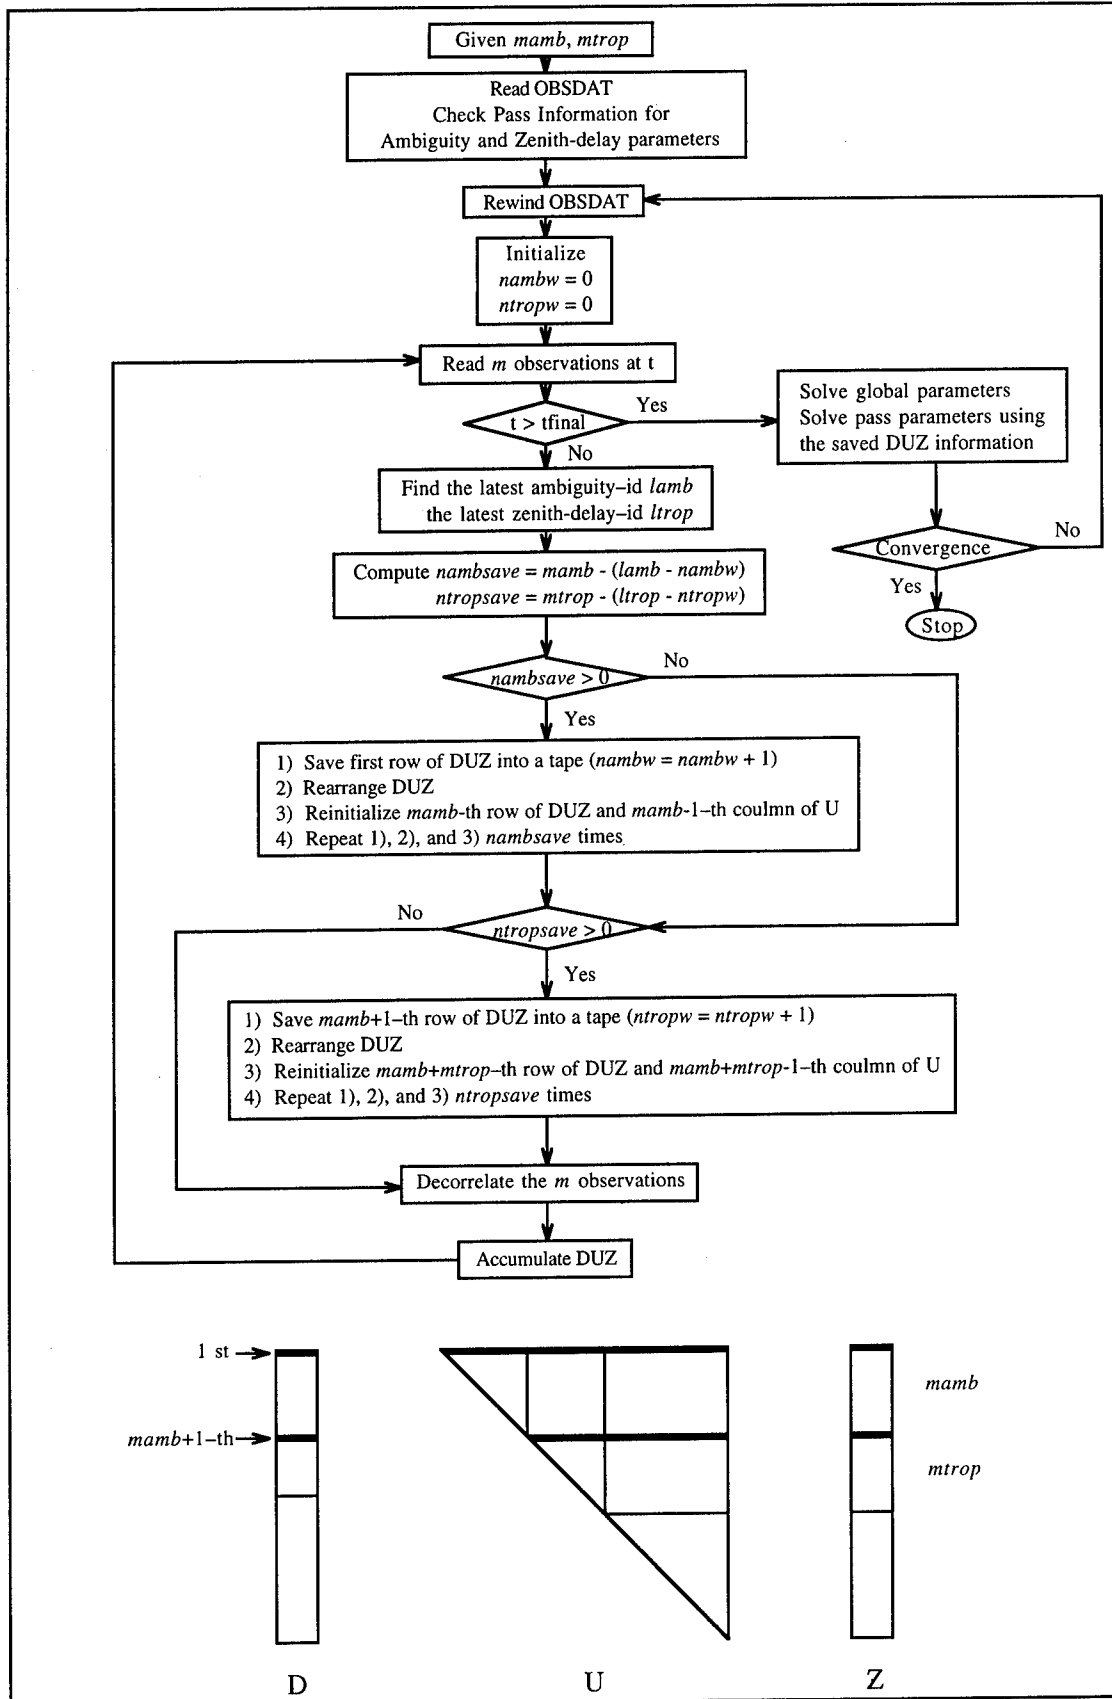 Given mamb, mtrop
Read OBSDAT
Check Pass Information for
Ambiguity and Zenith-delay parameters
Rewind OBSDAT
Initialize
nambw = 0
ntropw = 0
Read m observations at t
t > tfinal
Yes
No
Solve global parameters
Solve pass parameters using
the saved DUZ information
Convergence
No
Yes
Stop
Find the latest ambiguity–id lamb
the latest zenith-delay–id ltrop
Compute nambsave = mamb - (lamb - nambw)
ntropsave = mtrop - (ltrop - ntropw)
nambsave > 0
No
Yes
1) Save first row of DUZ into a tape (nambw = nambw + 1)
2) Rearrange DUZ
3) Reinitialize mamb-th row of DUZ and mamb-1–th coulmn of U
4) Repeat 1), 2), and 3) nambsave times
No
ntropsave > 0
Yes
1) Save mamb+1–th row of DUZ into a tape (ntropw = ntropw + 1)
2) Rearrange DUZ
3) Reinitialize mamb+mtrop–th row of DUZ and mamb+mtrop-1–th coulmn of U
4) Repeat 1), 2), and 3) ntropsave times
Decorrelate the m observations
Accumulate DUZ
1 st
mamb
mamb+1–th
mtrop
D U Z